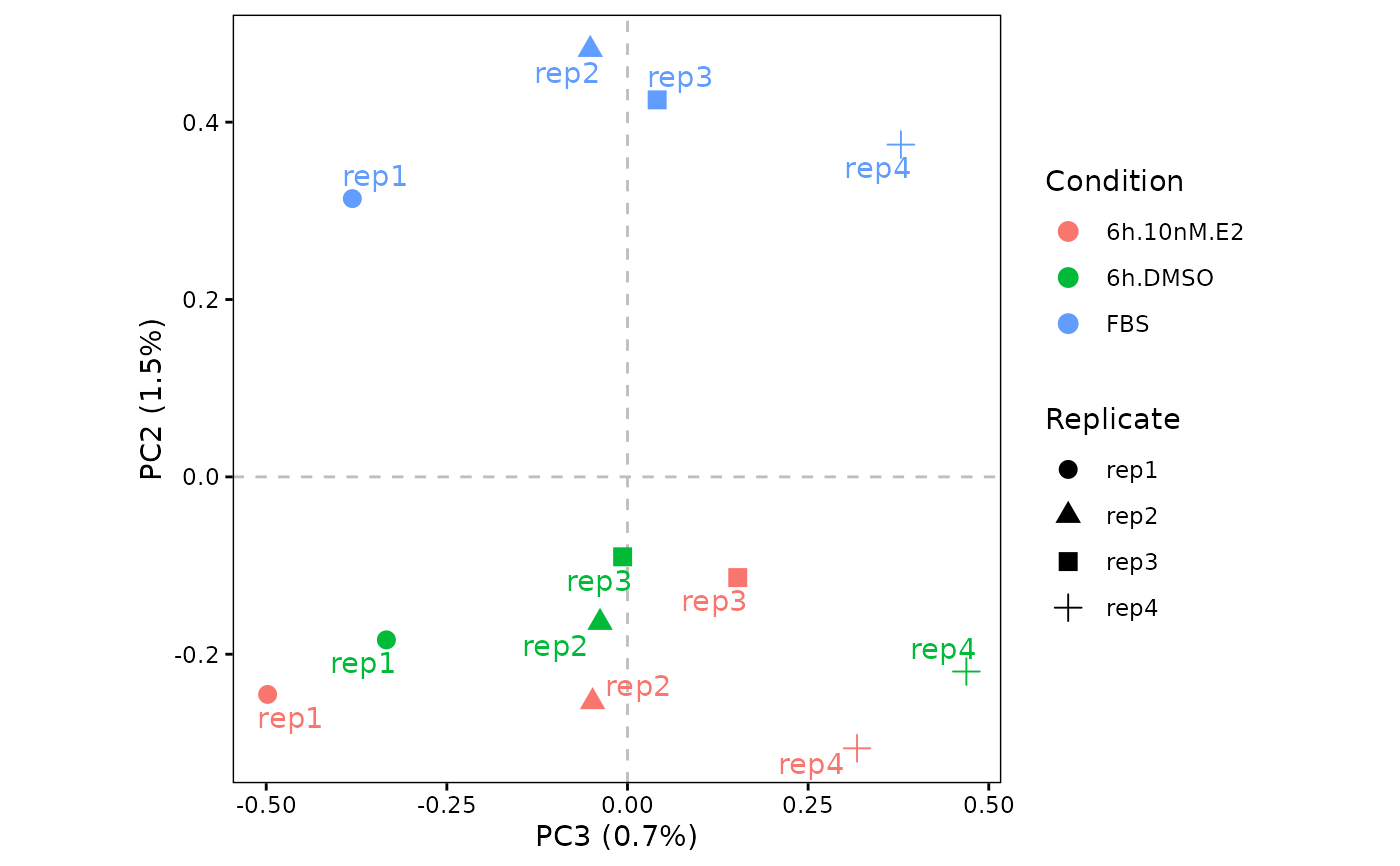 rep2
rep3
rep1
rep4
rep3
rep3
rep2
rep1
rep4
rep2
rep1
rep4
0.4
0.2
0.0
-0.2
-0.50
-0.25
0.00
0.25
0.50
PC3 (0.7%)
PC2 (1.5%)
Condition
6h.10nM.E2
6h.DMSO
FBS
Replicate
rep1
rep2
rep3
rep4